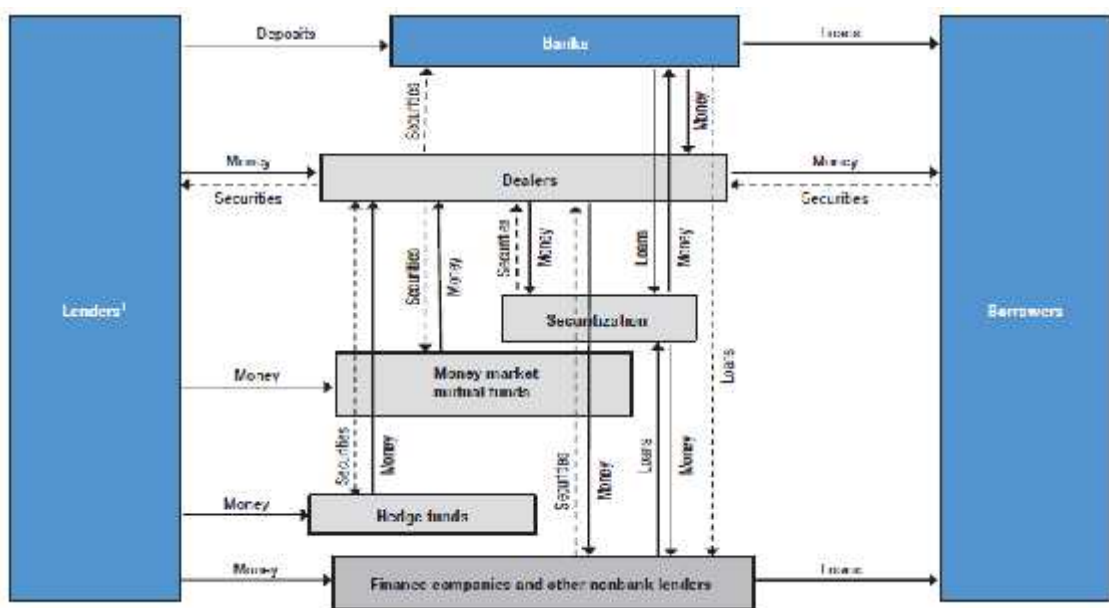 Deposits
Banks
Loans
Securities
Money
Money
Dealers
Money
Securities
Securities
Securities
Money
Securities
Money
Loans
Money
Lenders¹
Securitization
Borrowers
Money
Money market
mutual funds
Loans
Securities
Money
Securities
Money
Loans
Money
Money
Hedge funds
Money
Finance companies and other nonbank lenders
Loans